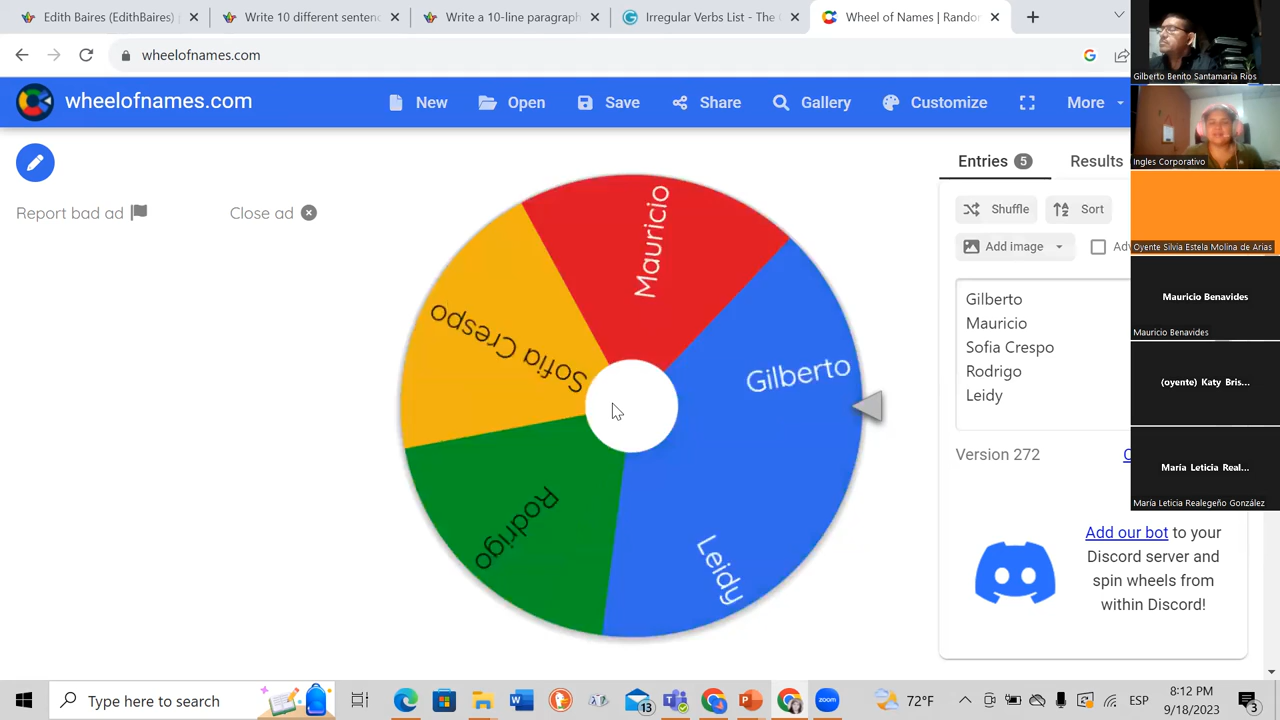 Edith Baires (EdithBaires)
Write 10 different senten
Write a 10-line paragraph
Irregular Verbs List - The
Wheel of Names | Rando
wheelofnames.com
wheelofnames.com
New
Open
Save
Share
Gallery
Customize
More
Report bad ad
Close ad
Mauricio
Gilberto
Sofia Crespo
Rodrigo
Leidy
Entries 5
Results
Shuffle
Sort
Add image
Adv
Gilberto
Mauricio
Sofia Crespo
Rodrigo
Leidy
Version 272
Add our bot to your
Discord server and
spin wheels from
within Discord!
Gilberto Benito Santamaria Rios
Ingles Corporativo
Oyente Silvia Estela Molina de Arias
Mauricio Benavides
Mauricio Benavides
(oyente) Katy Bris...
María Leticia Real...
María Leticia Realegeño González
Type here to search
13
zoom
72°F
ESP
8:12 PM
9/18/2023
3